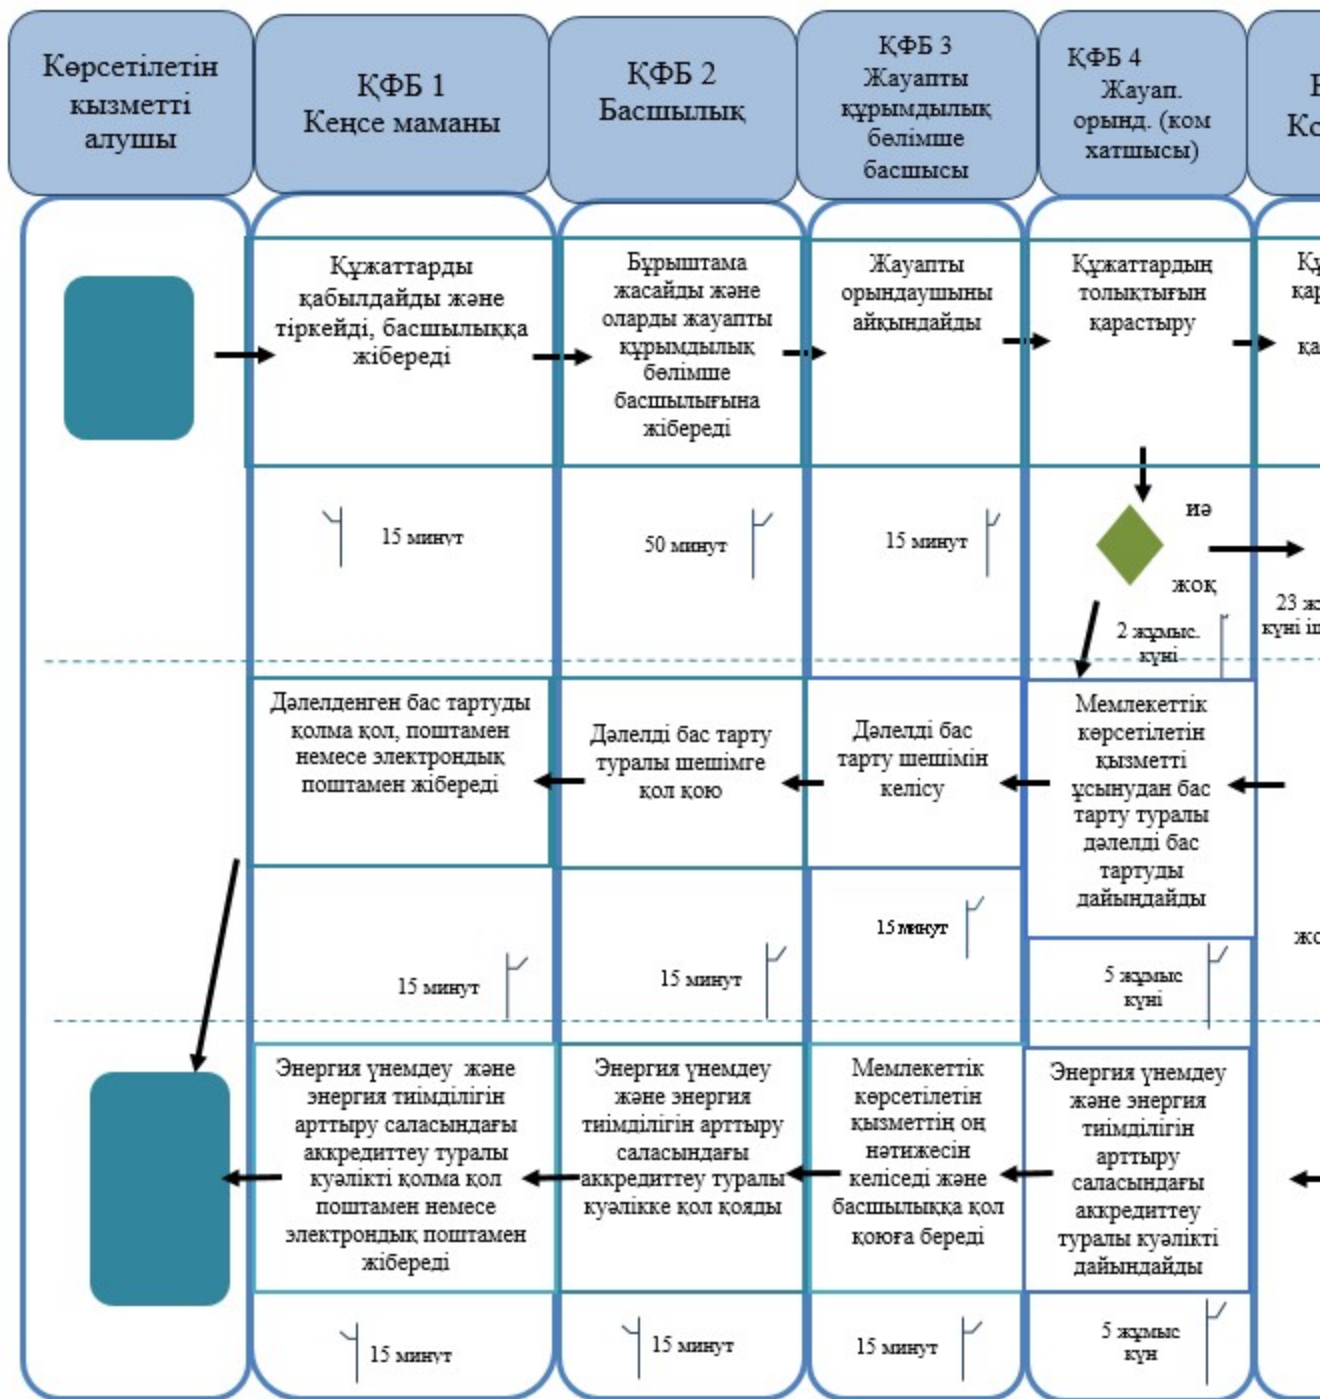 Көрсетілетін
қызметті
алушы
ҚФБ 1
Кеңсе маманы
ҚФБ 2
Басшылық
ҚФБ 3
Жауапты
құрымдылық
бөлімше
басшысы
ҚФБ 4
Жауап.
орынд. (ком
хатшысы)
Құжаттарды
қабылдайды және
тіркейді, басшылыққа
жібереді
Бұрыштама
жасайды және
оларды жауапты
құрымдылық
бөлімше
басшылығына
жібереді
Жауапты
орындаушыны
айқындайды
Құжаттардың
толықтығын
қарастыру
15 минут
50 минут
15 минут
иә
жоқ
2 жұмыс.
күні
23
күні
Дәлелденген бас тартуды
қолма қол, поштамен
немесе электрондық
поштамен жібереді
Дәлелді бас тарту
туралы шешімге
қол қою
Дәлелді бас
тарту шешімін
келісу
Мемлекеттік
көрсетілетін
қызметті
ұсынудан бас
тарту туралы
дәлелді бас
тартуды
дайындайды
15 минут
15 минут
15 минут
5 жұмыс
күні
Энергия үнемдеу және
энергия тиімділігін
арттыру саласындағы
аккредиттеу туралы
куәлікті қолма қол
поштамен немесе
электрондық поштамен
жібереді
Энергия үнемдеу
және энергия
тиімділігін арттыру
саласындағы
аккредиттеу туралы
куәлікке қол қояды
Мемлекеттік
көрсетілетін
қызметтің оң
нәтижесін
келіседі және
басшылыққа қол
қоюға береді
Энергия үнемдеу
және энергия
тиімділігін
арттыру
саласындағы
аккредиттеу
туралы куәлікті
дайындайды
15 минут
15 минут
15 минут
5 жұмыс
күн